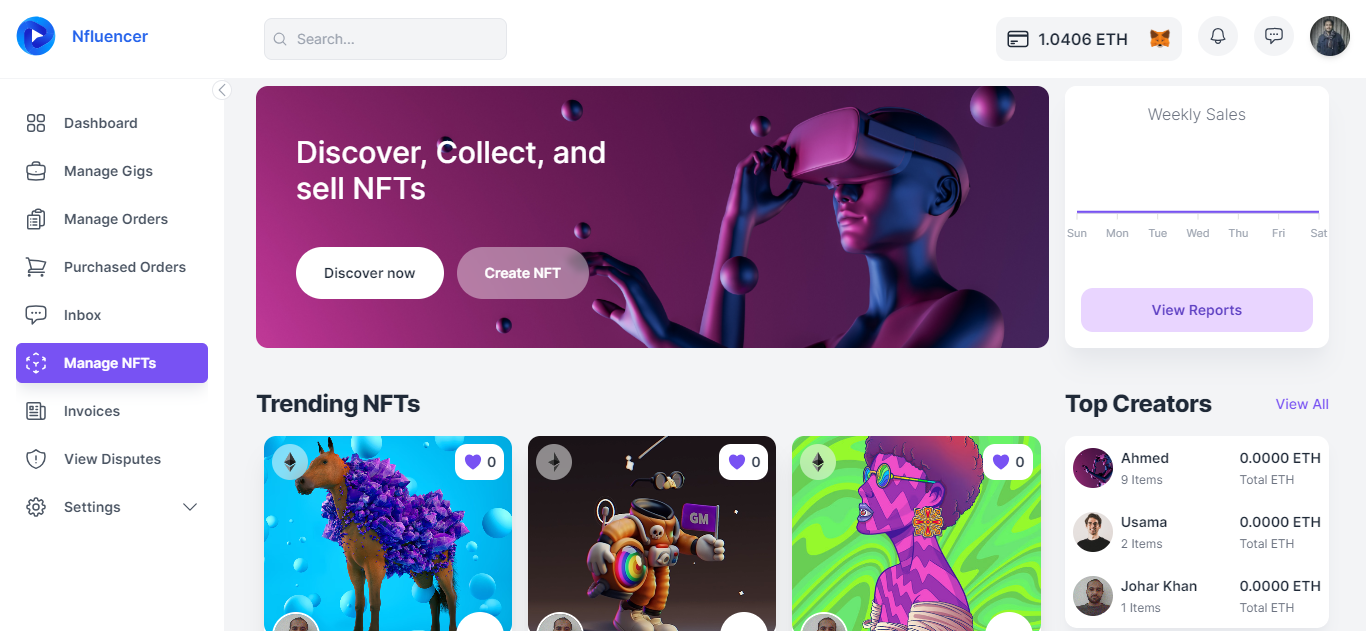 Nfluencer
Search...
1.0406 ETH
Dashboard
Manage Gigs
Manage Orders
Purchased Orders
Inbox
Manage NFTs
Invoices
View Disputes
Settings
Discover, Collect, and
sell NFTs
Discover now
Create NFT
Weekly Sales
Sun Mon Tue Wed Thu Fri Sat
View Reports
Trending NFTs
0
GM
0
0
Top Creators
View All
Ahmed
0.0000 ETH
9 Items
Total ETH
Usama
0.0000 ETH
2 Items
Total ETH
Johar Khan
0.0000 ETH
1 Items
Total ETH